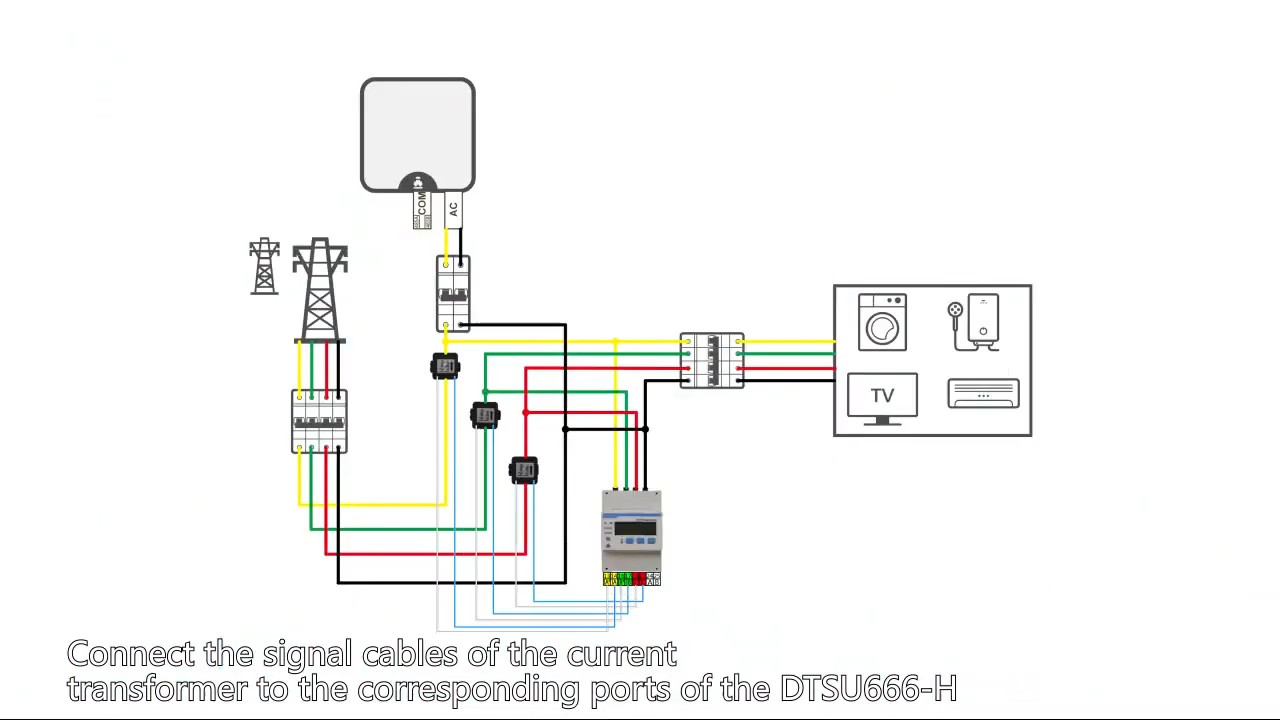 COM
AC
TV
Connect the signal cables of the current
transformer to the corresponding ports of the DTSU666-H